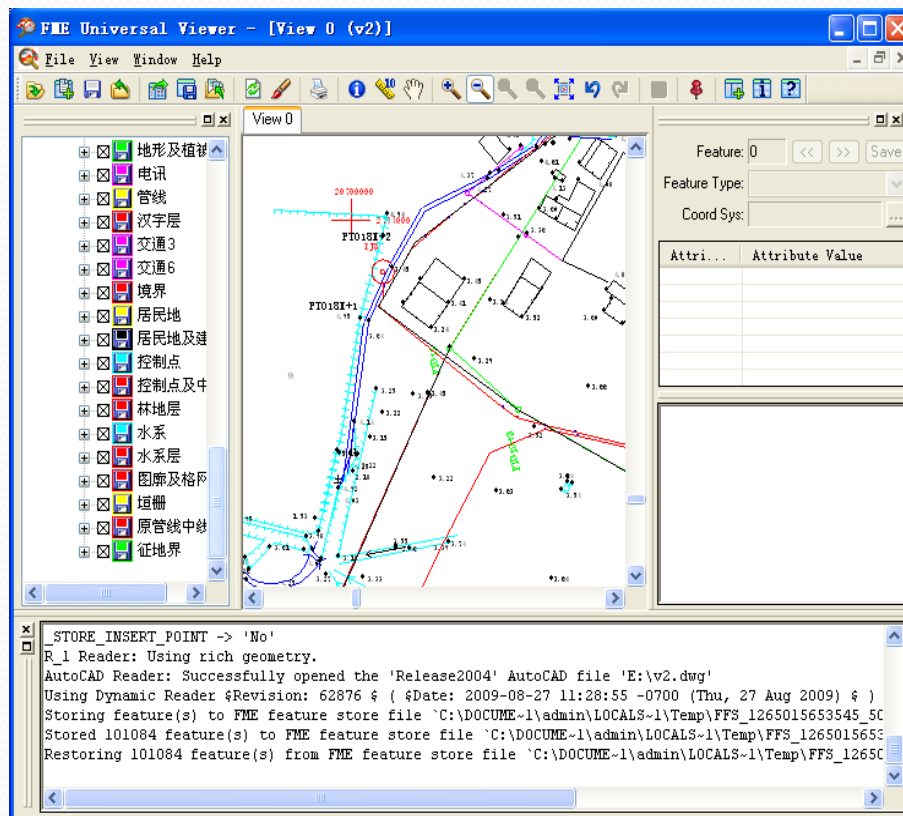 FME Universal Viewer - [View 0 (v2)]
File View Window Help
View 0
地形及植被
电讯
管线
汉字层
交通3
交通6
境界
居民地
居民地及建
控制点
控制点及中
林地层
水系
水系层
图廓及格网
垣栅
原管线中线
征地界
20700000
PT018X+2
PT018X+1
Feature: 0 << >> Save
Feature Type:
Coord Sys: ...
Attri... Attribute Value
_STORE_INSERT_POINT -> 'No'
R_1 Reader: Using rich geometry.
AutoCAD Reader: Successfully opened the 'Release2004' AutoCAD file 'E:\v2.dwg'
Using Dynamic Reader $Revision: 62876 $ ( $Date: 2009-08-27 11:28:55 -0700 (Thu, 27 Aug 2009) $ )
Storing feature(s) to FME feature store file `C:\DOCUME~1\admin\LOCALS~1\Temp\FFS_1265015653545_50
Stored 101084 feature(s) to FME feature store file `C:\DOCUME~1\admin\LOCALS~1\Temp\FFS_1265015653
Restoring 101084 feature(s) from FME feature store file `C:\DOCUME~1\admin\LOCALS~1\Temp\FFS_12650